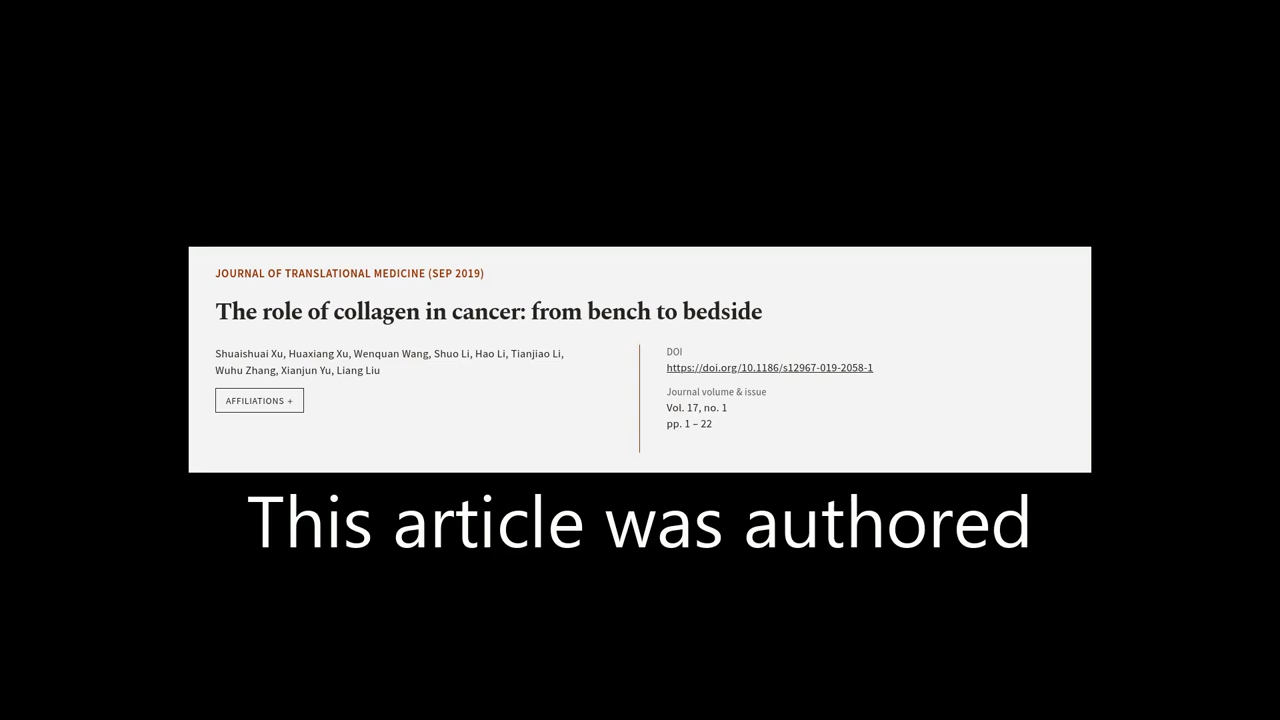 JOURNAL OF TRANSLATIONAL MEDICINE (SEP 2019)
The role of collagen in cancer: from bench to bedside
Shuaishuai Xu, Huaxiang Xu, Wenquan Wang, Shuo Li, Hao Li, Tianjiao Li,
Wuhu Zhang, Xianjun Yu, Liang Liu
AFFILIATIONS +
DOI
https://doi.org/10.1186/s12967-019-2058-1
Journal volume & issue
Vol. 17, no. 1
pp. 1 – 22
This article was authored